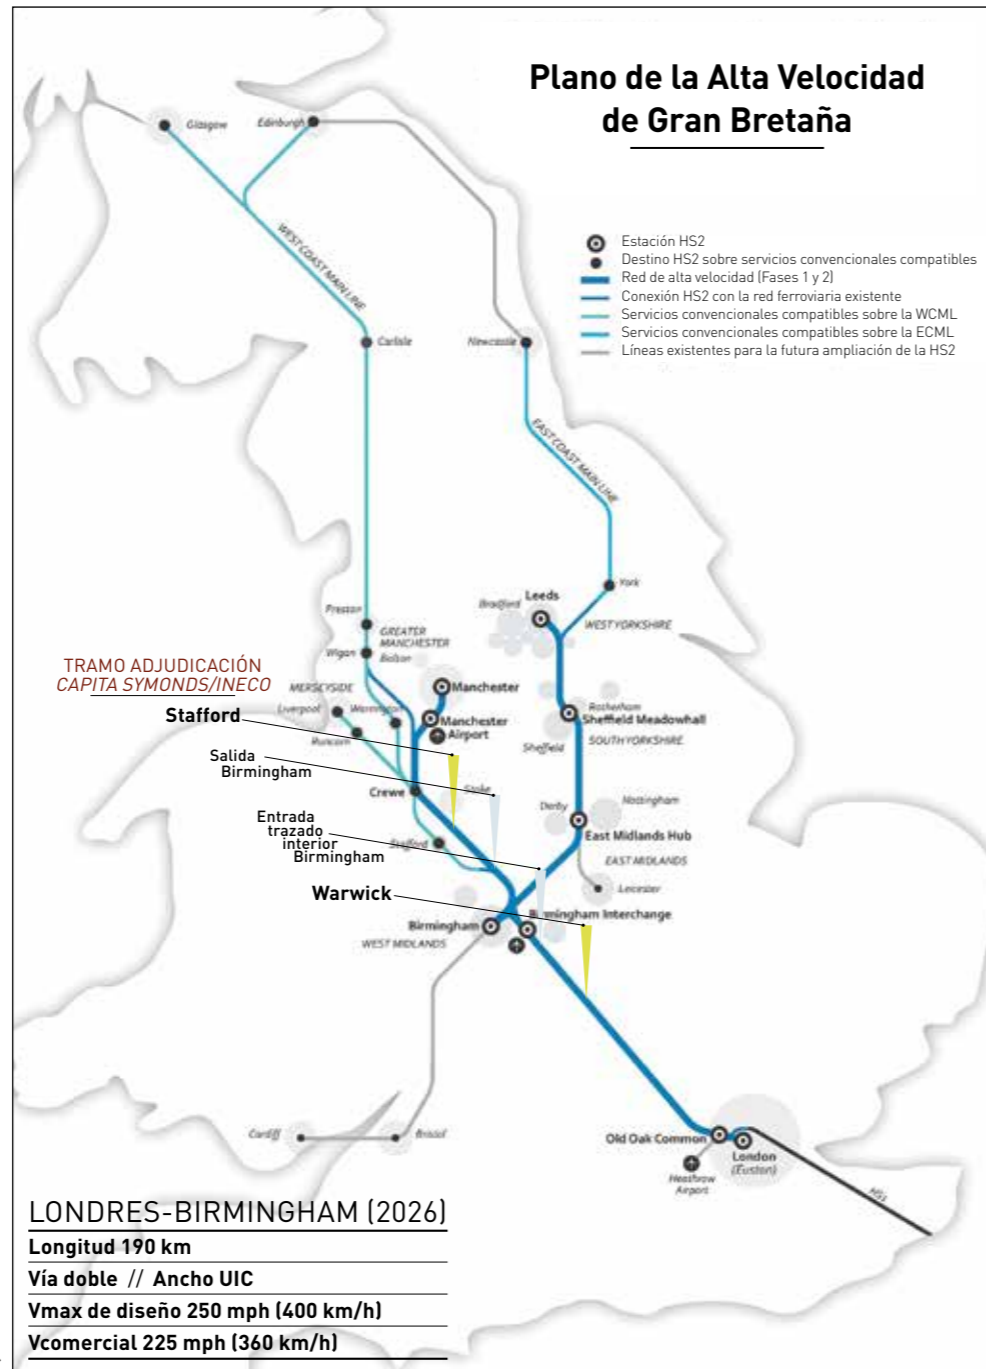 Plano de la Alta Velocidad
de Gran Bretaña
Estación HS2
Destino HS2 sobre servicios convencionales compatibles
Red de alta velocidad (Fases 1 y 2)
Conexión HS2 con la red ferroviaria existente
Servicios convencionales compatibles sobre la WCML
Servicios convencionales compatibles sobre la ECML
Líneas existentes para la futura ampliación de la HS2
Glasgow
Edinburgh
WEST COAST MAIN LINE
Carlisle
Newcastle
EAST COAST MAIN LINE
York
Leeds
Bradford
WEST YORKSHIRE
Preston
GREATER
MANCHESTER
Wigan
Bolton
TRAMO ADJUDICACIÓN
CAPITA SYMONDS/INECO
MERSEYSIDE
Manchester
Liverpool
Warrington
Stafford
Manchester
Airport
Runcorn
Rotherham
Sheffield Meadowhall
Sheffield
SOUTH YORKSHIRE
Salida
Birmingham
Crewe
Stoke
Derby
Nottingham
Entrada
trazado
interior
Birmingham
Stafford
East Midlands Hub
EAST MIDLANDS
Leicester
Warwick
Birmingham
Birmingham Interchange
WEST MIDLANDS
Cardiff
Bristol
Old Oak Common
London
(Euston)
Heathrow
Airport
HS1
LONDRES-BIRMINGHAM (2026)
Longitud 190 km
Vía doble // Ancho UIC
Vmax de diseño 250 mph (400 km/h)
Vcomercial 225 mph (360 km/h)